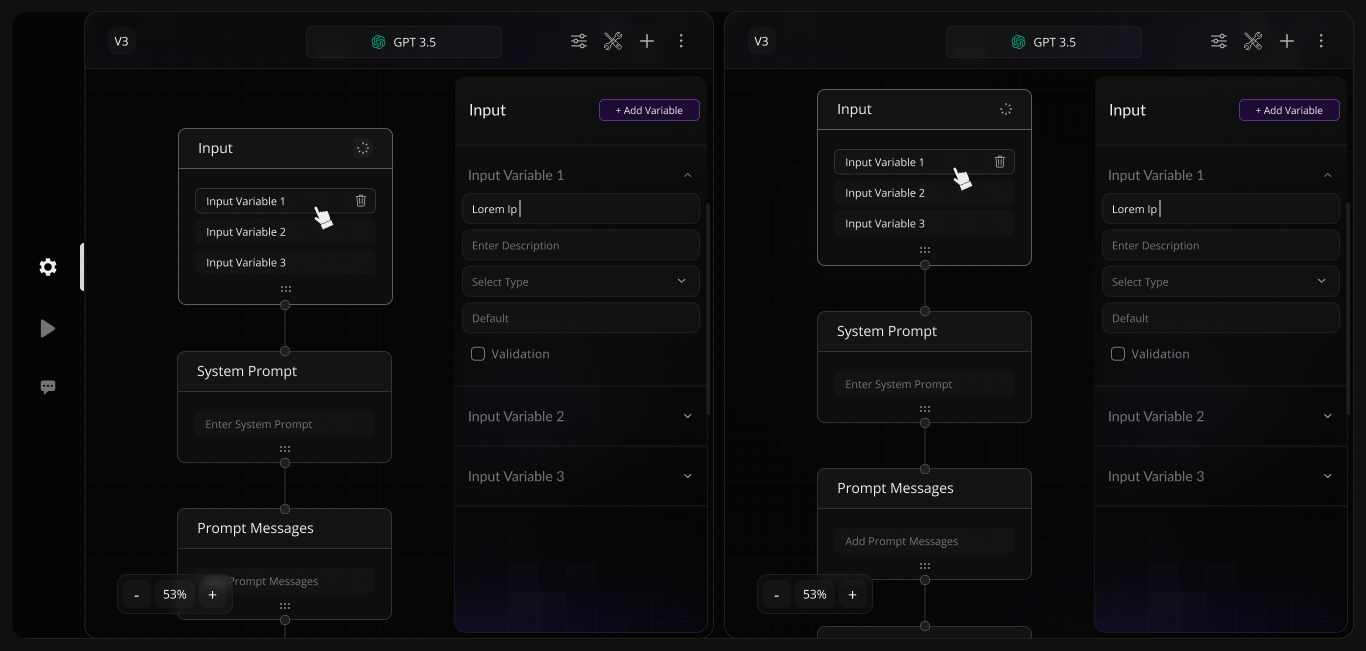 V3
GPT 3.5
Input
Input Variable 1
Input Variable 2
Input Variable 3
System Prompt
Enter System Prompt
Prompt Messages
Prompt Messages
- 53% +
Input
+ Add Variable
Input Variable 1
Lorem Ip
Enter Description
Select Type
Default
Validation
Input Variable 2
Input Variable 3
V3
GPT 3.5
Input
Input Variable 1
Input Variable 2
Input Variable 3
System Prompt
Enter System Prompt
Prompt Messages
Add Prompt Messages
- 53% +
Input
+ Add Variable
Input Variable 1
Lorem Ip
Enter Description
Select Type
Default
Validation
Input Variable 2
Input Variable 3